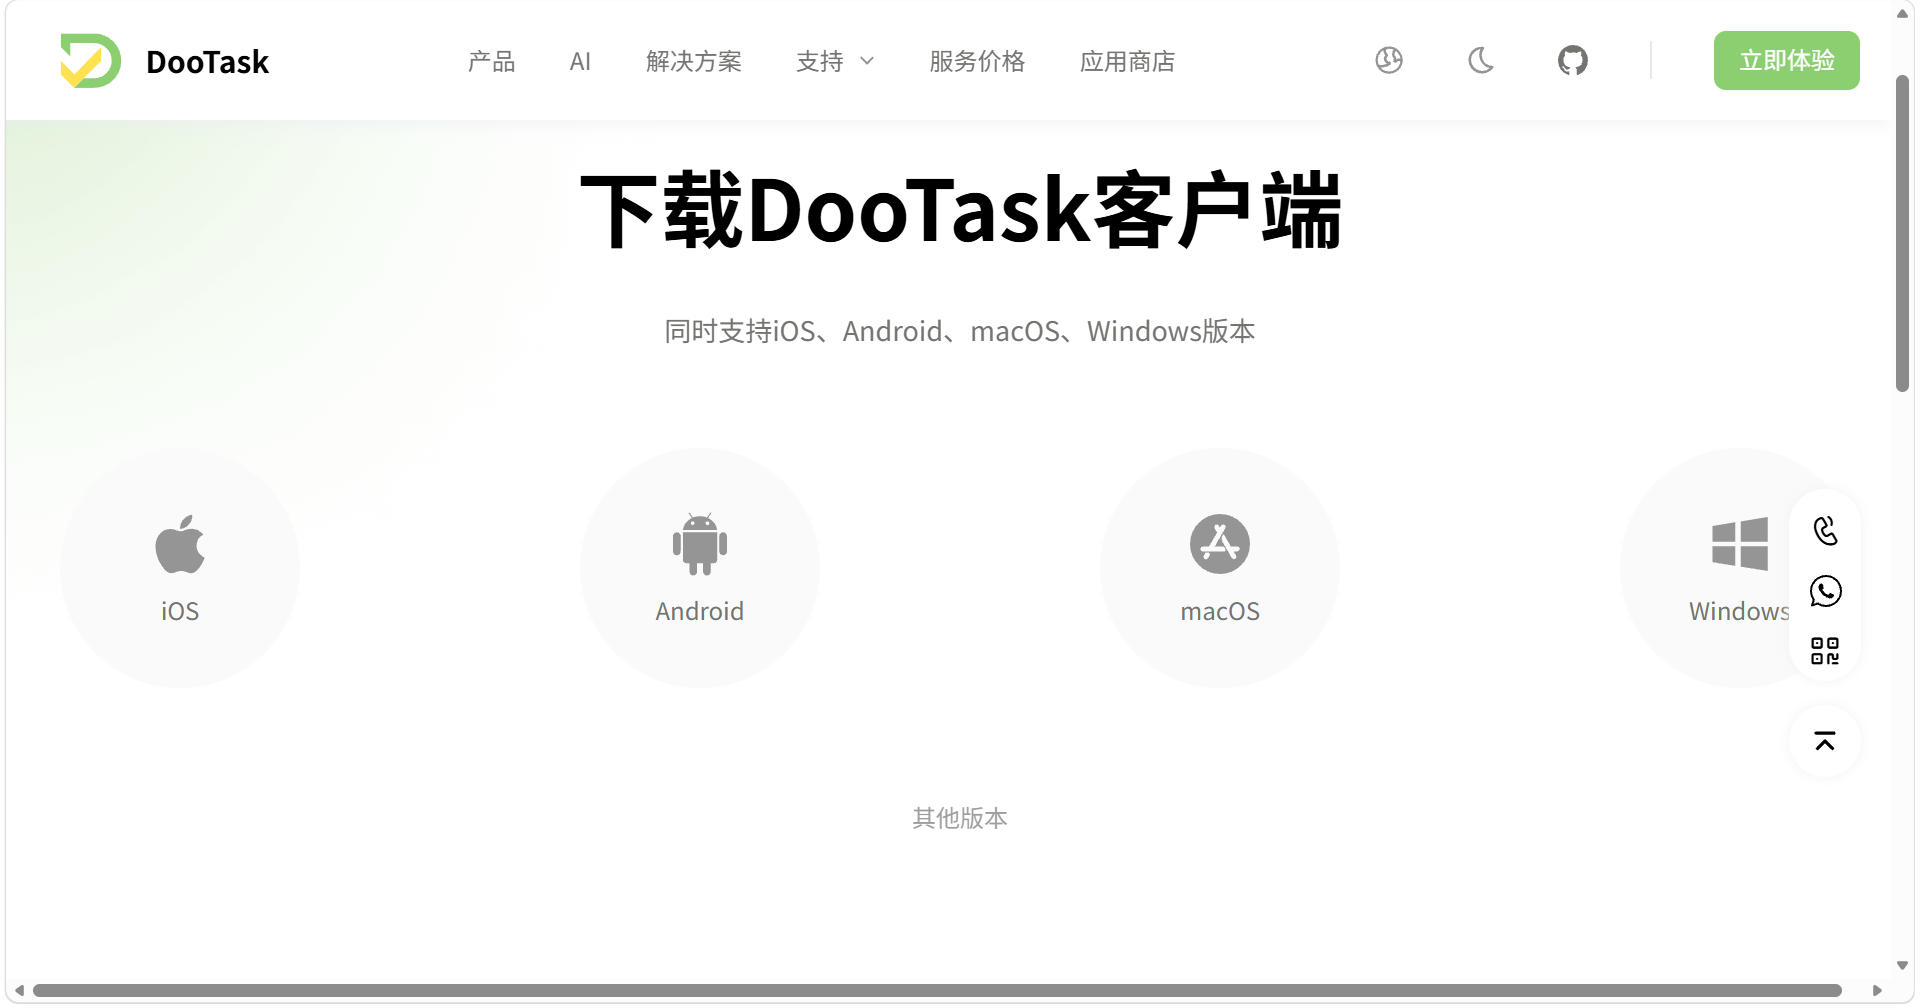 DooTask 产品 AI 解决方案 支持 服务价格 应用商店 立即体验
下载DooTask客户端
同时支持iOS、Android、macOS、Windows版本
iOS Android macOS Windows
其他版本